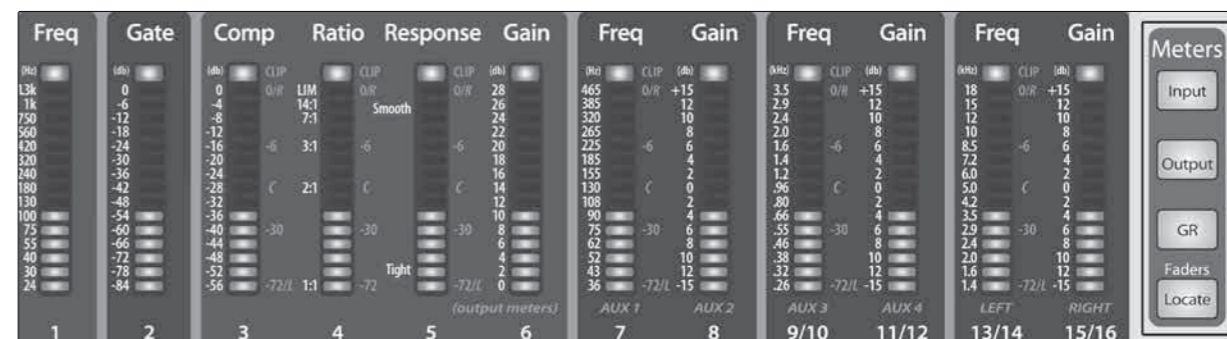 Freq Gate Comp Ratio Response Gain Freq Gain Freq Gain Freq Gain
Meters
(Hz) (db) (db) CLIP CLIP (db) (Hz) CLIP (db) (kHz) CLIP (db) (kHz) CLIP (db)
1.3k 0 0 O/R LIM O/R O/R 28 465 O/R +15 3.5 O/R +15 18 O/R +15
1k -6 -4 14:1 Smooth 26 385 12 2.9 12 15 12
750 -12 -8 7:1 24 320 10 2.4 10 12 10
560 -18 -12 22 265 8 2.0 8 10 8
420 -24 -16 -6 3:1 -6 -6 20 225 -6 6 1.6 -6 6 8.5 -6 6
320 -30 -20 18 185 4 1.4 4 7.2 4
240 -36 -24 16 155 2 1.2 2 6.0 2
180 -42 -28 C 2:1 C C 14 130 C 0 .96 C 0 5.0 C 0
130 -48 -32 12 108 2 .80 2 4.2 2
100 -54 -36 10 90 4 .66 4 3.5 4
75 -60 -40 -30 -30 -30 8 75 -30 6 .55 -30 6 2.9 -30 6
55 -66 -44 6 62 8 .46 8 2.4 8
40 -72 -48 4 52 10 .38 10 2.0 10
30 -78 -52 Tight 2 43 12 .32 12 1.6 12
24 -84 -56 -72/L 1:1 -72 -72/L 0 36 -72/L -15 .26 -72/L -15 1.4 -72/L -15
(output meters) AUX 1 AUX 2 AUX 3 AUX 4 LEFT RIGHT
1 2 3 4 5 6 7 8 9/10 11/12 13/14 15/16
Input
Output
GR
Faders
Locate